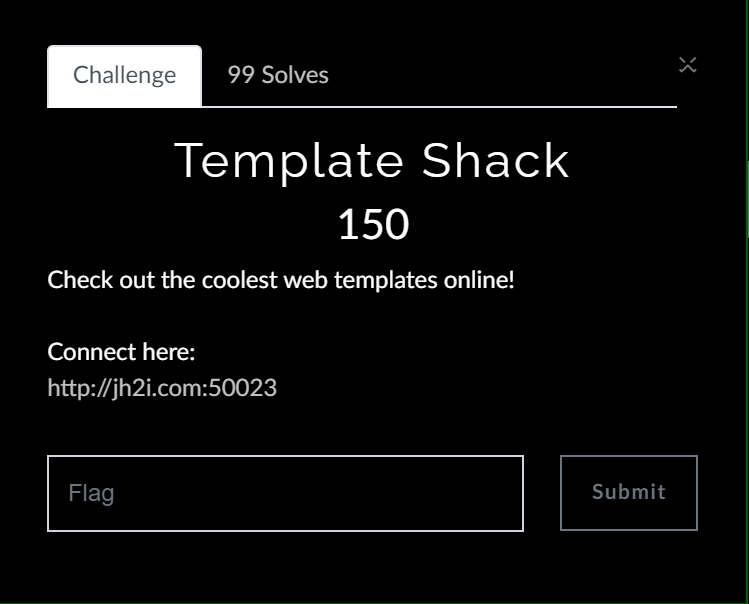 Challenge
99 Solves
Template Shack
150
Check out the coolest web templates online!
Connect here:
http://jh2i.com:50023
Flag
Submit